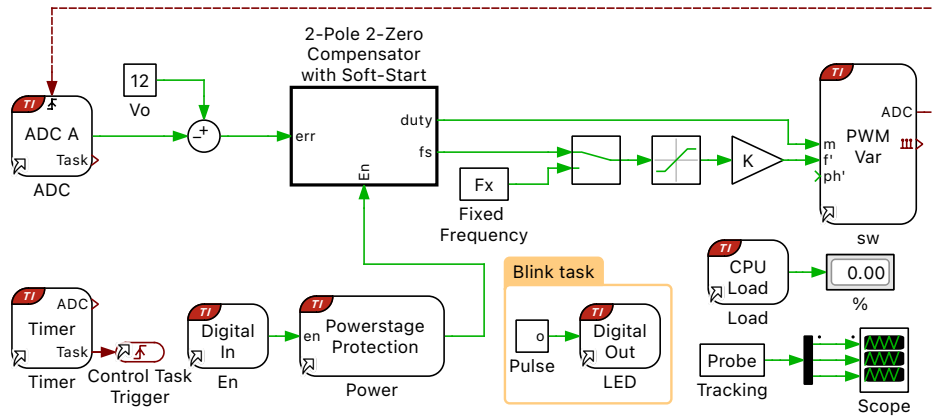 2-Pole 2-Zero
Compensator
with Soft-Start
12
Vo
TI
ADC A
Task
ADC
−
+
err
duty
fs
En
Fx
Fixed
Frequency
K
TI
ADC
PWM
Var
m
f'
ph'
sw
TI
ADC
Timer
Task
Timer
Control Task
Trigger
TI
Digital
In
En
TI
en
Powerstage
Protection
Power
Blink task
o
Pulse
TI
Digital
Out
LED
TI
CPU
Load
Load
0.00
%
Probe
Tracking
Scope